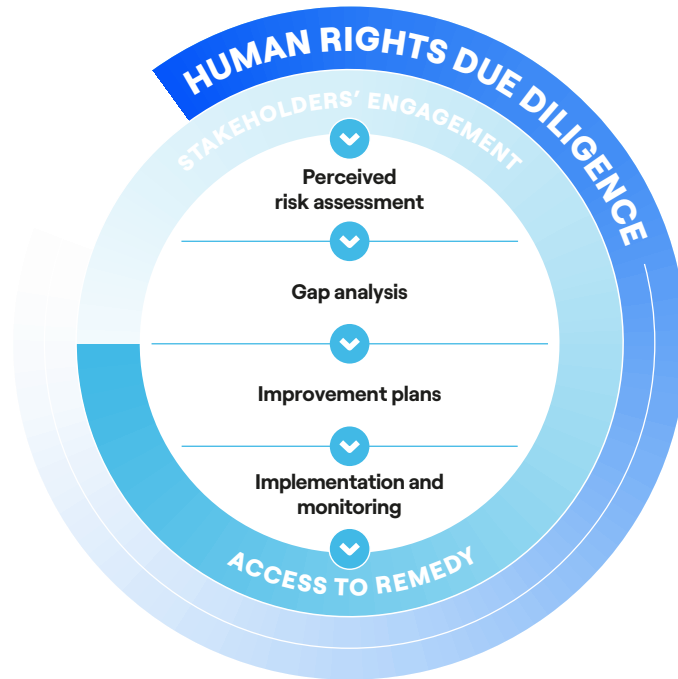 HUMAN RIGHTS DUE DILIGENCE
STAKEHOLDERS’ ENGAGEMENT
Perceived
risk assessment
Gap analysis
Improvement plans
Implementation and
monitoring
ACCESS TO REMEDY